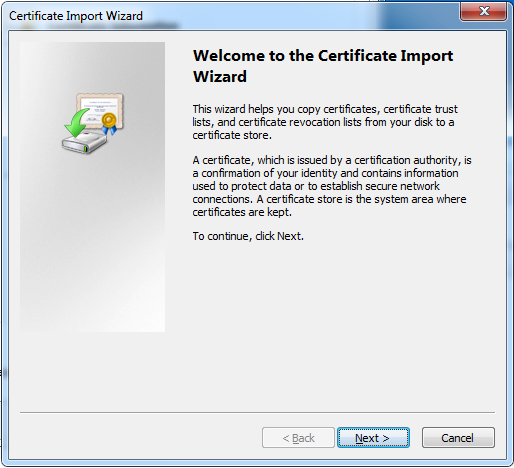 Certificate Import Wizard
Welcome to the Certificate Import
Wizard
This wizard helps you copy certificates, certificate trust
lists, and certificate revocation lists from your disk to a
certificate store.
A certificate, which is issued by a certification authority, is
a confirmation of your identity and contains information
used to protect data or to establish secure network
connections. A certificate store is the system area where
certificates are kept.
To continue, click Next.
< Back
Next >
Cancel